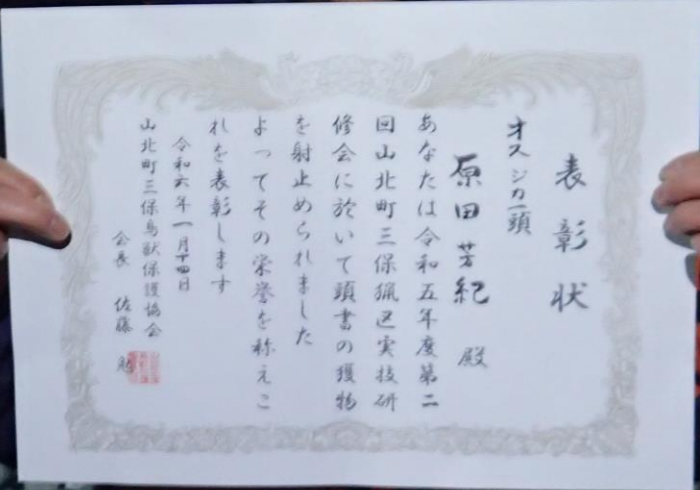 表彰状
オスジカ一頭
原田芳紀 殿
あなたは令和五年度第二
回山北町三保猟区実技研
修会に於いて頭書の獲物
を射止められました
よってその栄誉を称えこ
れを表彰します
令和六年一月十四日
山北町三保鳥獣保護協会
会長 佐藤 勉